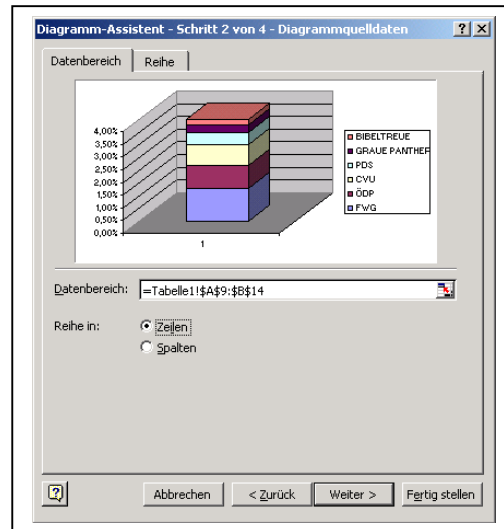 Diagramm-Assistent - Schritt 2 von 4 - Diagrammquelldaten
Datenbereich Reihe
4,00%
3,50%
3,00%
2,50%
2,00%
1,50%
1,00%
0,50%
0,00%
1
BIBELTREUE
GRAUE PANTHER
PDS
CVU
ÖDP
FWG
Datenbereich: =Tabelle1!$A$9:$B$14
Reihe in: Zeilen
Spalten
Abbrechen < Zurück Weiter > Fertig stellen